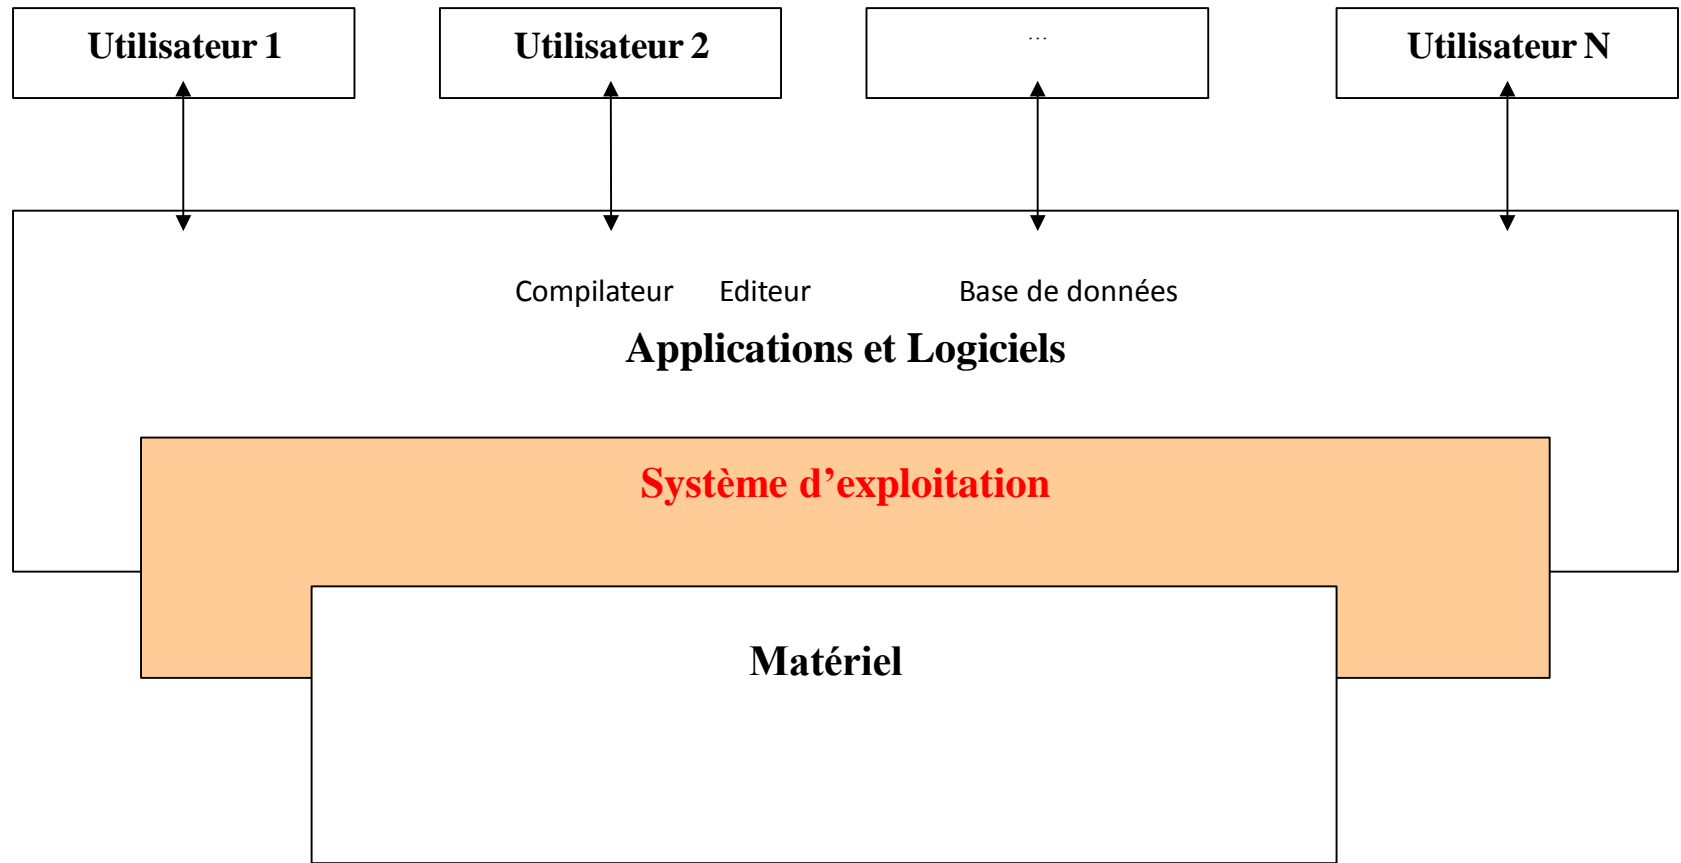 Utilisateur 1
Utilisateur 2
...
Utilisateur N
Compilateur Editeur Base de données
Applications et Logiciels
Système d’exploitation
Matériel